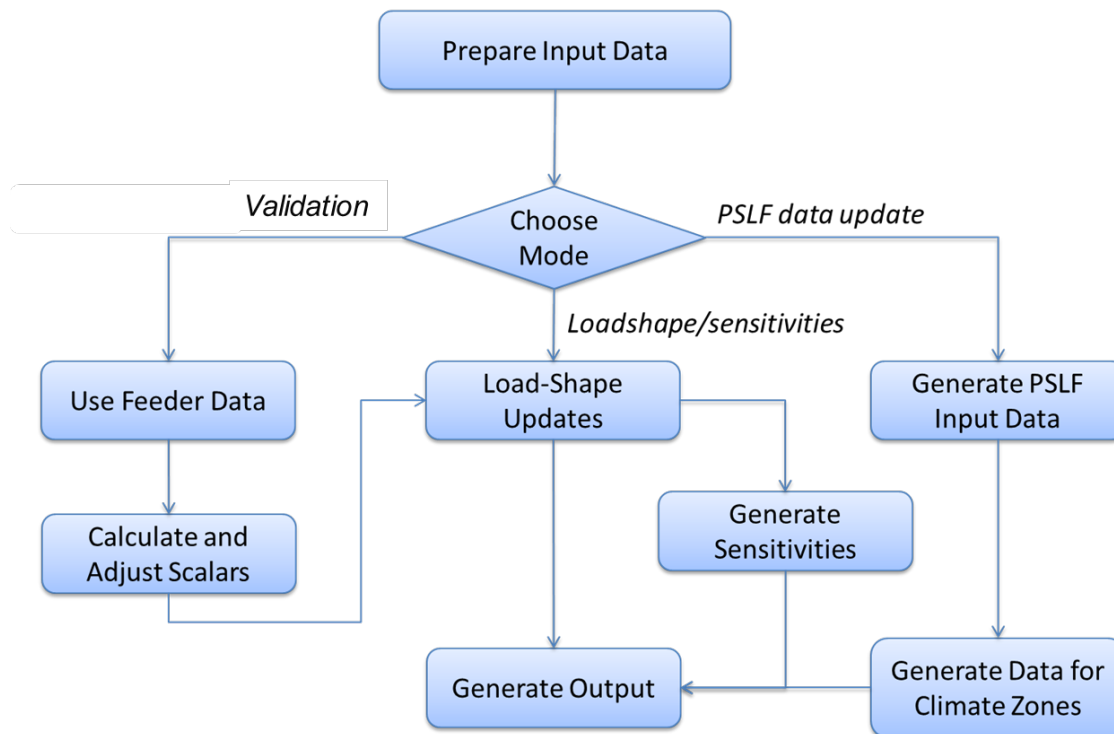 Prepare Input Data
Validation
Choose
Mode
PSLF data update
Loadshape/sensitivities
Use Feeder Data
Load-Shape
Updates
Generate PSLF
Input Data
Calculate and
Adjust Scalars
Generate
Sensitivities
Generate Output
Generate Data for
Climate Zones